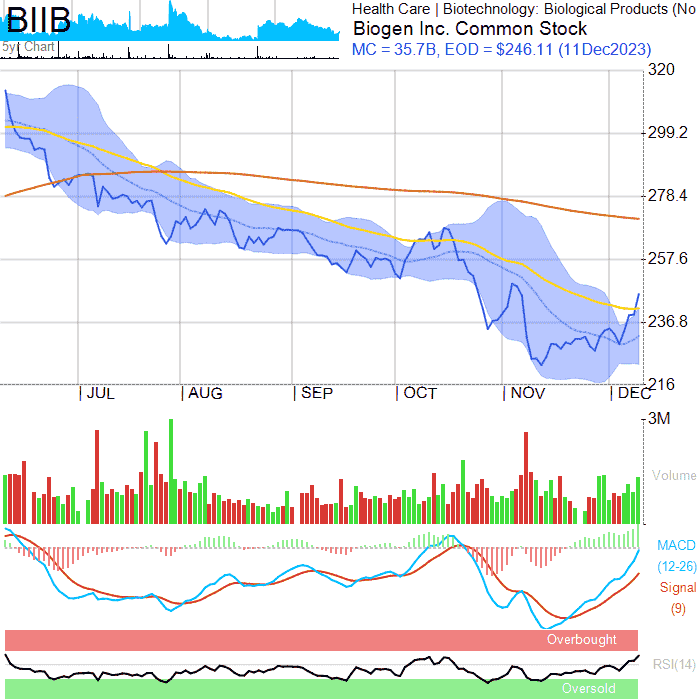 BIIB
5yr Chart
Health Care | Biotechnology: Biological Products (No
Biogen Inc. Common Stock
MC = 35.7B, EOD = $246.11 (11Dec2023)
320
299.2
278.4
257.6
236.8
216
| JUL | AUG | SEP | OCT | NOV | DEC
3M
Volume
MACD
(12-26)
Signal
(9)
Overbought
RSI(14)
Oversold